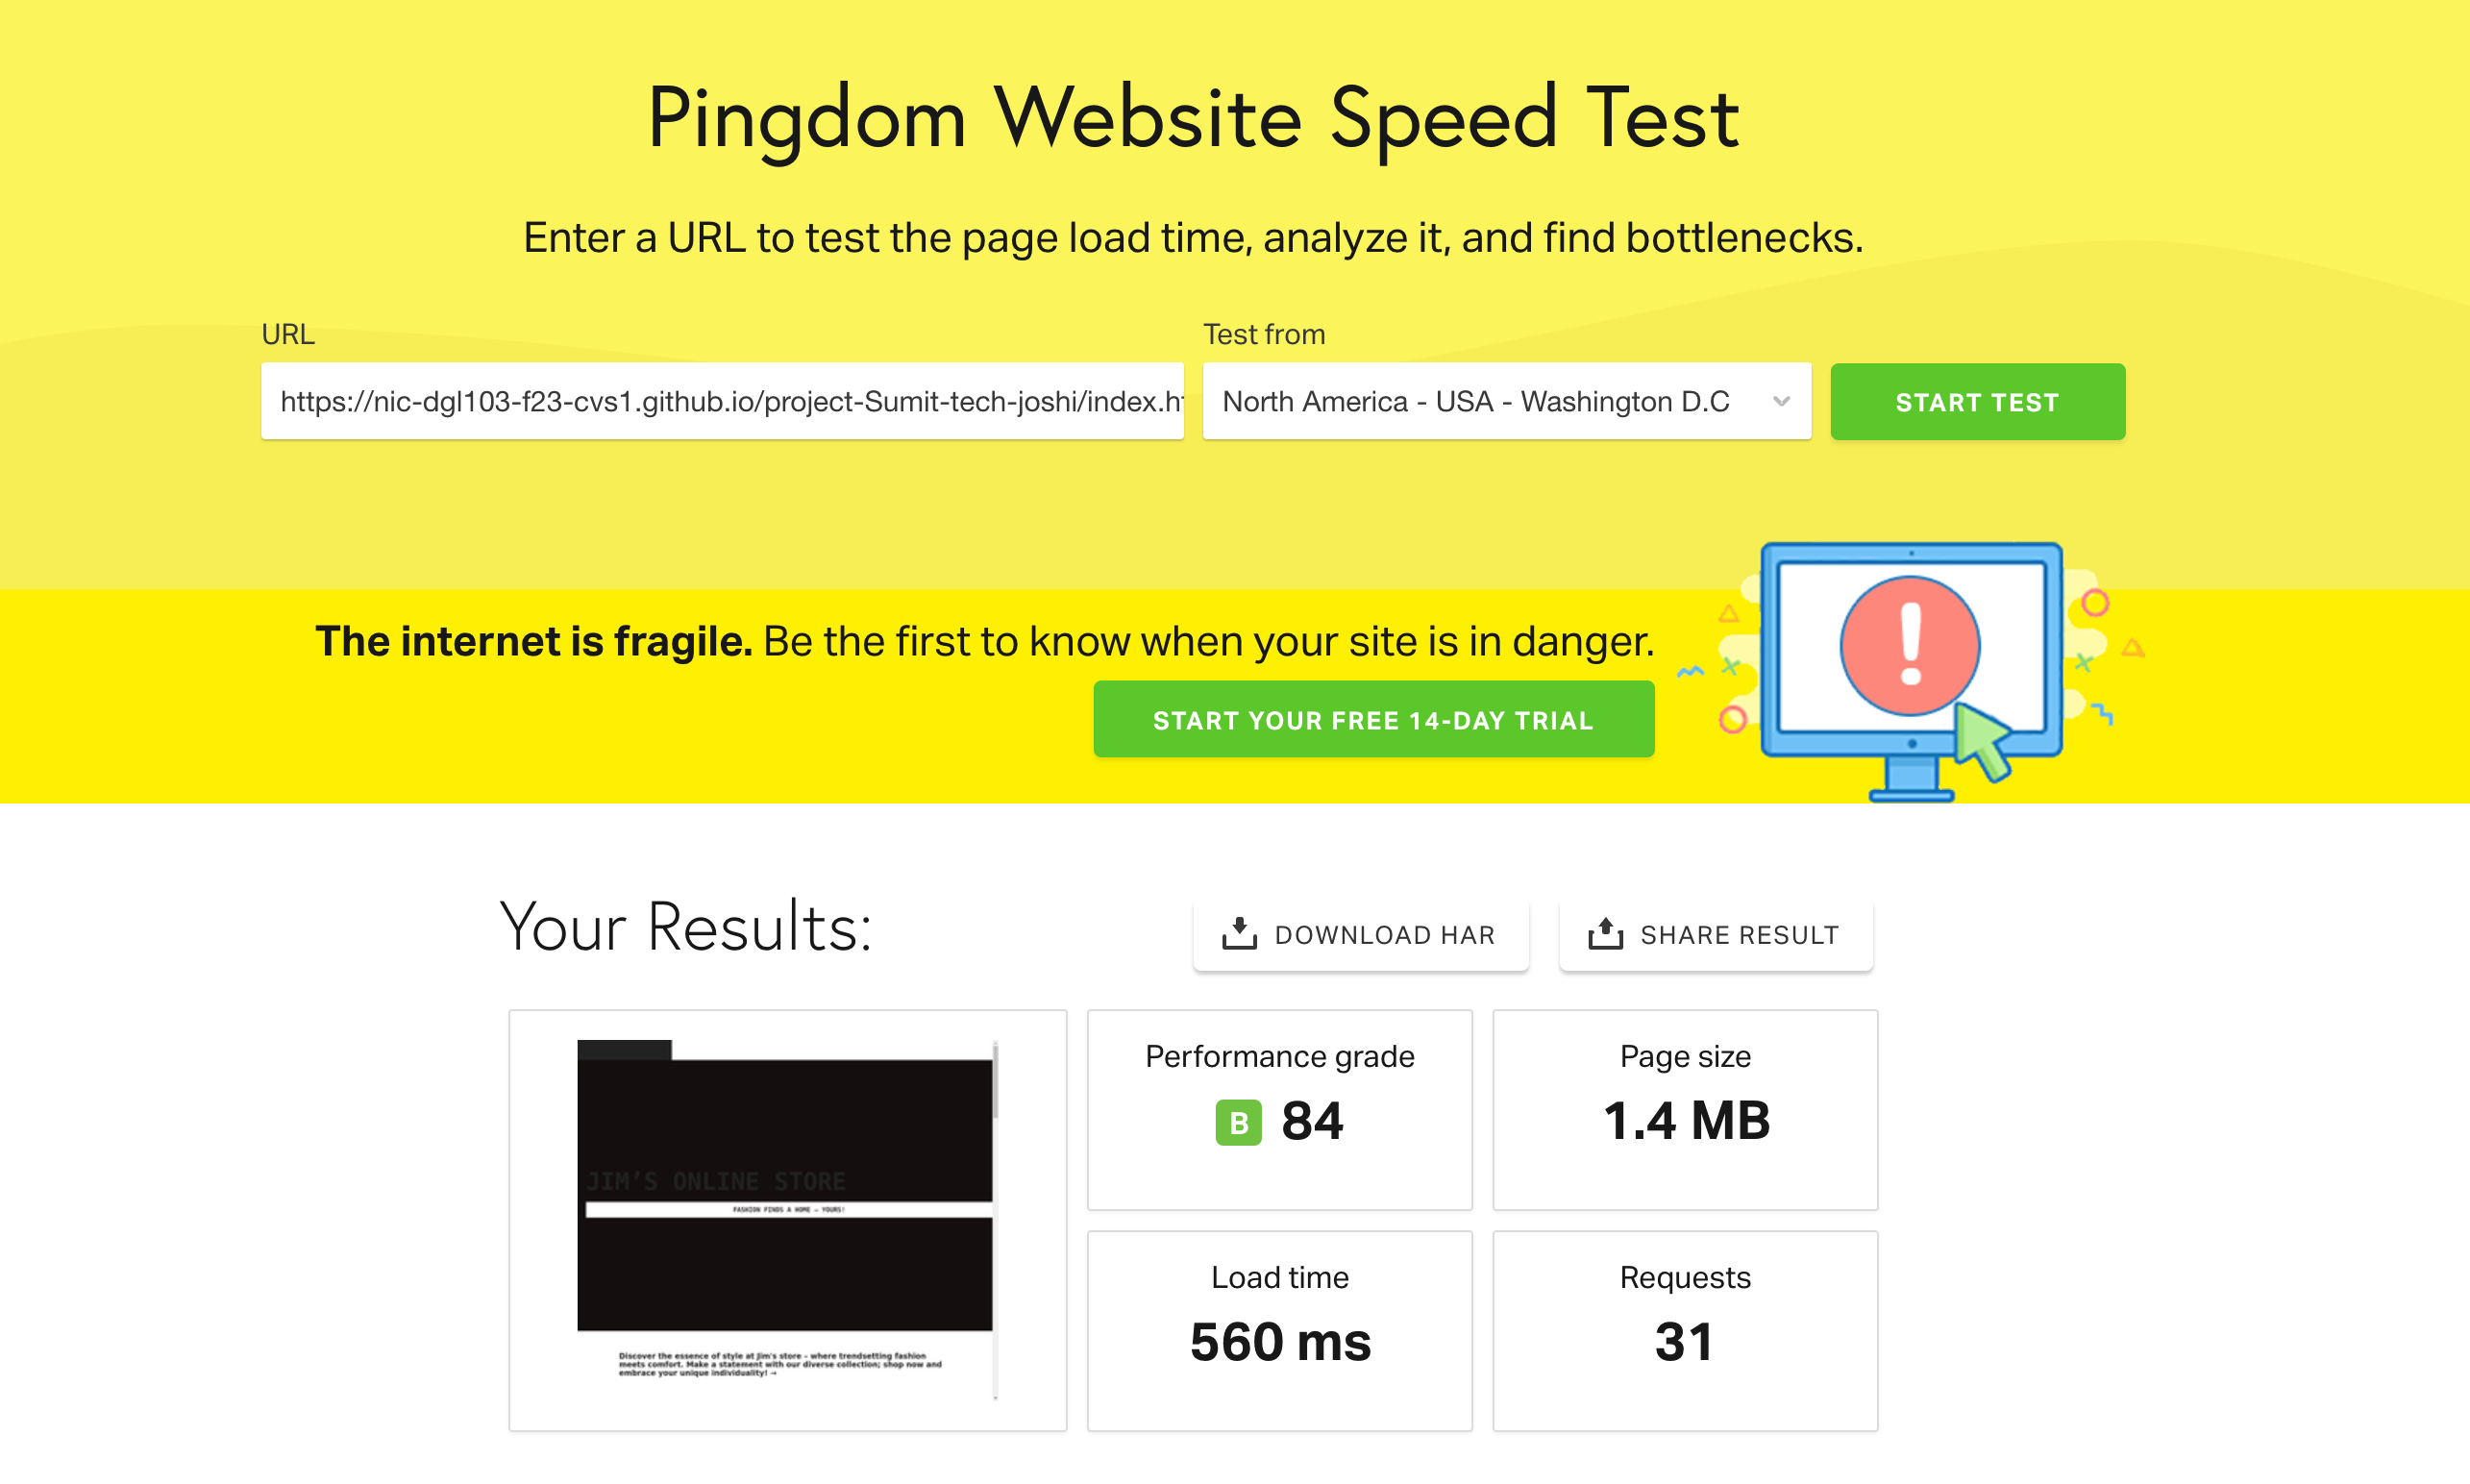 Pingdom Website Speed Test
Enter a URL to test the page load time, analyze it, and find bottlenecks.
URL
Test from
https://nic-dgl103-f23-cvs1.github.io/project-Sumit-tech-joshi/index.ht
North America - USA - Washington D.C
START TEST
The internet is fragile. Be the first to know when your site is in danger.
START YOUR FREE 14-DAY TRIAL
Your Results:
DOWNLOAD HAR
SHARE RESULT
JIM'S ONLINE STORE
FASHION FINDS A HOME – YOURS!
Discover the essence of style at Jim's store – where trendsetting fashion
meets comfort. Make a statement with our diverse collection; shop now and
embrace your unique individuality! →
Performance grade
B 84
Page size
1.4 MB
Load time
560 ms
Requests
31